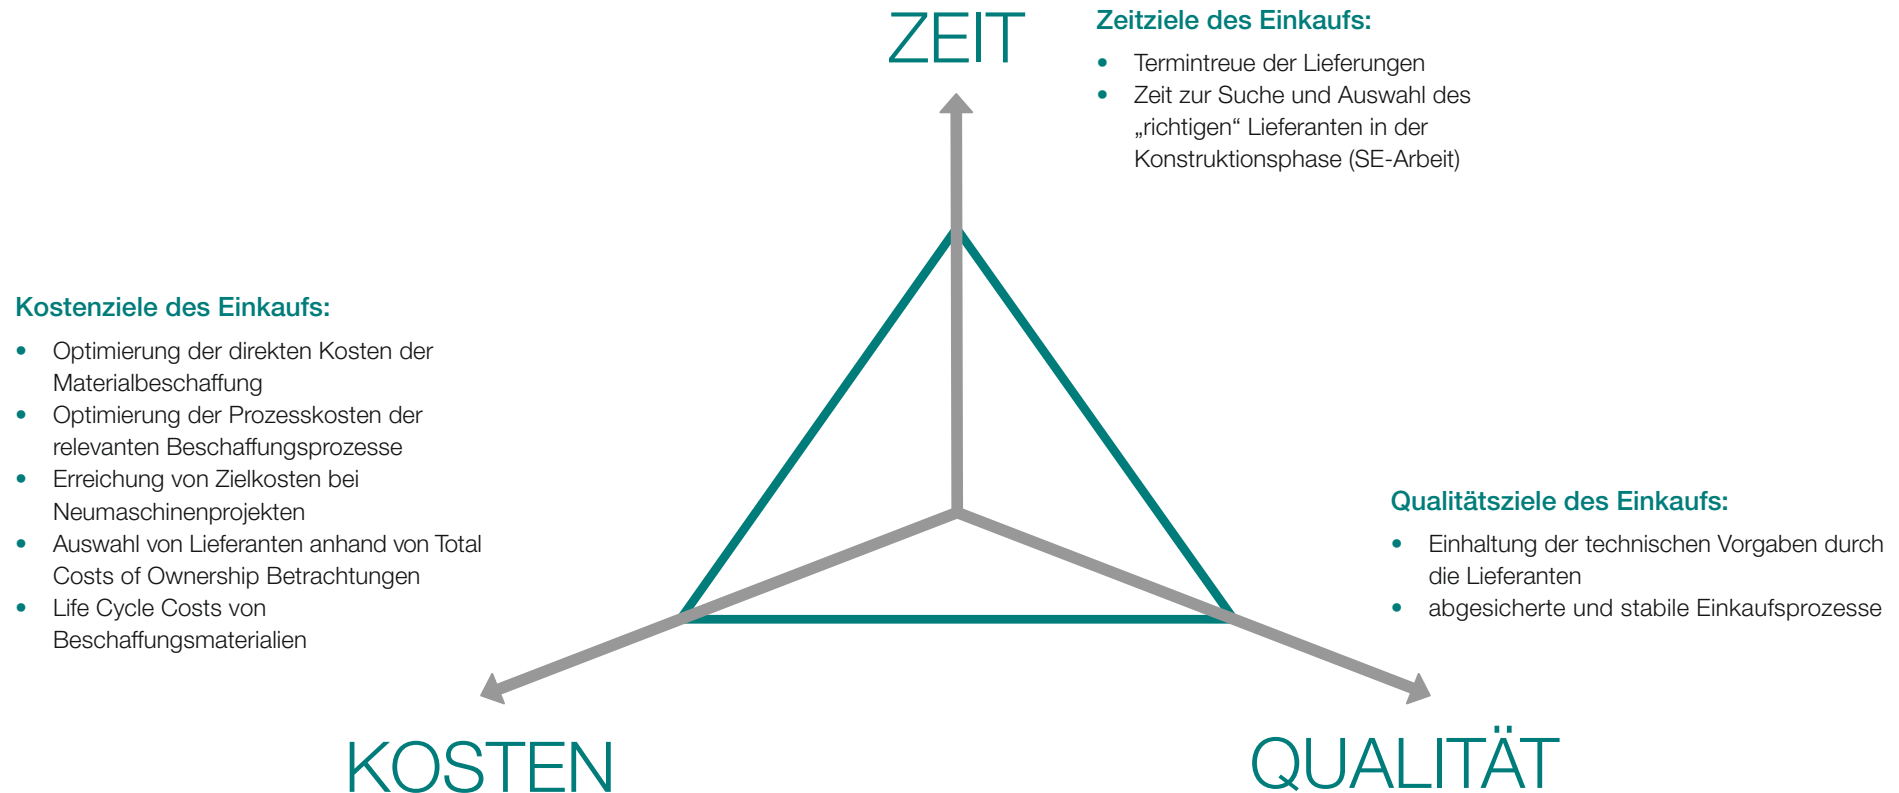 ZEIT
Zeitziele des Einkaufs:
• Termintreue der Lieferungen
• Zeit zur Suche und Auswahl des
„richtigen“ Lieferanten in der
Konstruktionsphase (SE-Arbeit)
Kostenziele des Einkaufs:
• Optimierung der direkten Kosten der
Materialbeschaffung
• Optimierung der Prozesskosten der
relevanten Beschaffungsprozesse
• Erreichung von Zielkosten bei
Neumaschinenprojekten
• Auswahl von Lieferanten anhand von Total
Costs of Ownership Betrachtungen
• Life Cycle Costs von
Beschaffungsmaterialien
Qualitätsziele des Einkaufs:
• Einhaltung der technischen Vorgaben durch
die Lieferanten
• abgesicherte und stabile Einkaufsprozesse
KOSTEN
QUALITÄT